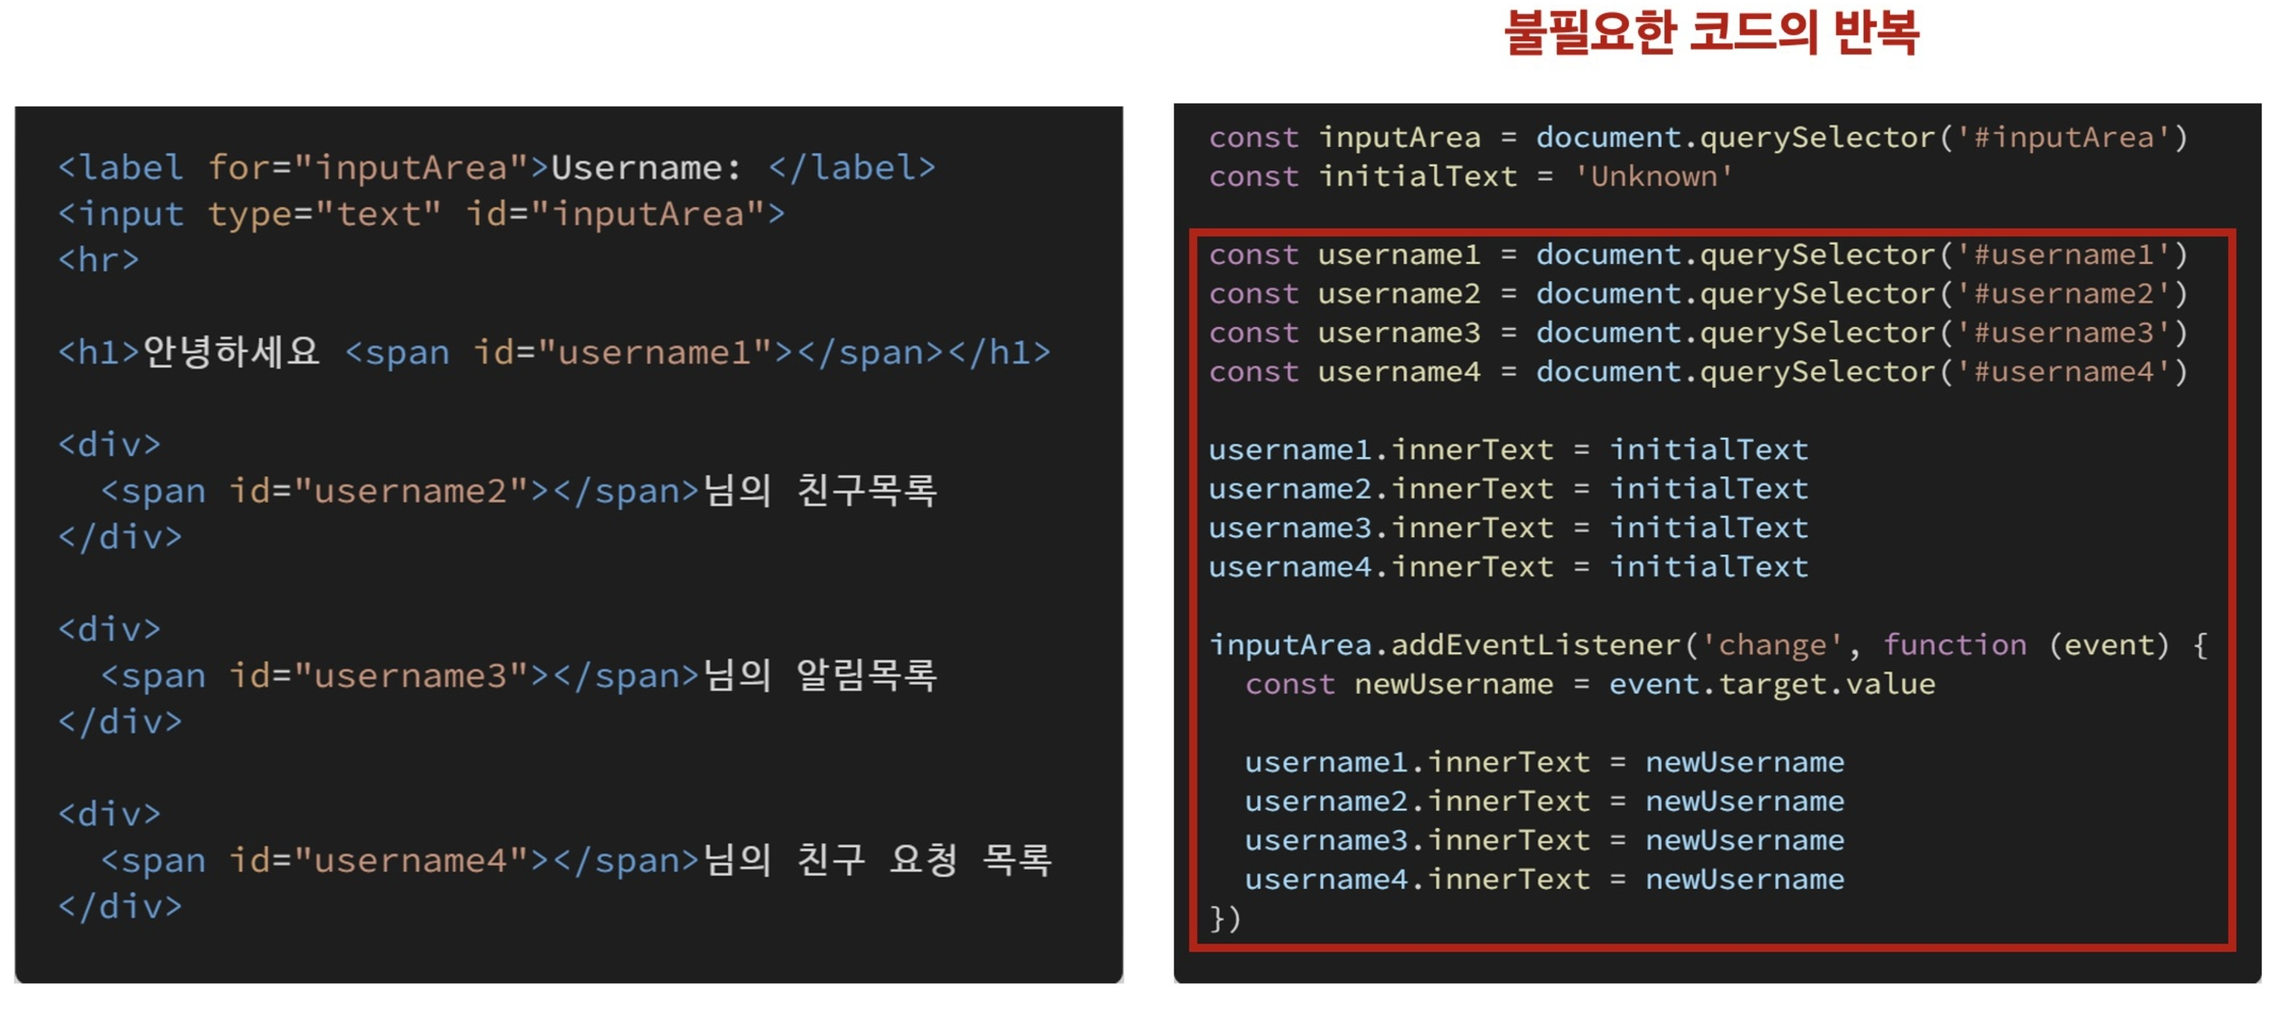 불필요한 코드의 반복
<label for="inputArea">Username: </label>
<input type="text" id="inputArea">
<hr>
<h1>안녕하세요 <span id="username1"></span></h1>
<div>
  <span id="username2"></span>님의 친구목록
</div>
<div>
  <span id="username3"></span>님의 알림목록
</div>
<div>
  <span id="username4"></span>님의 친구 요청 목록
</div>
const inputArea = document.querySelector('#inputArea')
const initialText = 'Unknown'
const username1 = document.querySelector('#username1')
const username2 = document.querySelector('#username2')
const username3 = document.querySelector('#username3')
const username4 = document.querySelector('#username4')
username1.innerText = initialText
username2.innerText = initialText
username3.innerText = initialText
username4.innerText = initialText
inputArea.addEventListener('change', function (event) {
  const newUsername = event.target.value
  username1.innerText = newUsername
  username2.innerText = newUsername
  username3.innerText = newUsername
  username4.innerText = newUsername
})